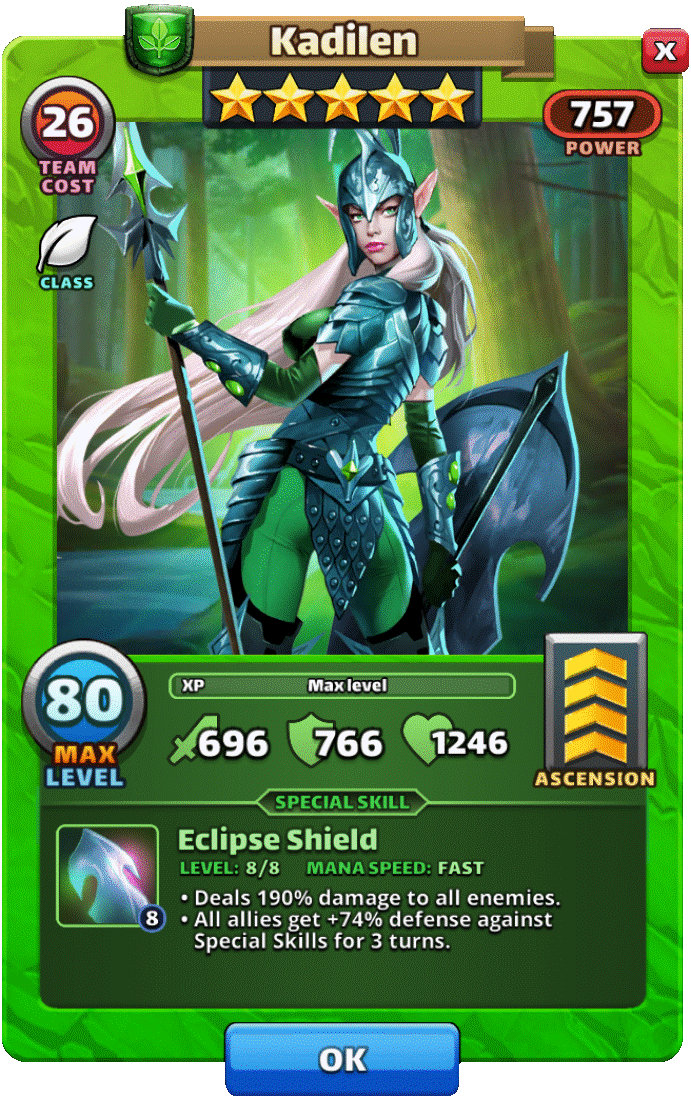 Kadilen
X
26
TEAM
COST
757
POWER
CLASS
80
MAX
LEVEL
XP Max level
696 766 1246
ASCENSION
SPECIAL SKILL
Eclipse Shield
LEVEL: 8/8 MANA SPEED: FAST
8
• Deals 190% damage to all enemies.
• All allies get +74% defense against
Special Skills for 3 turns.
OK